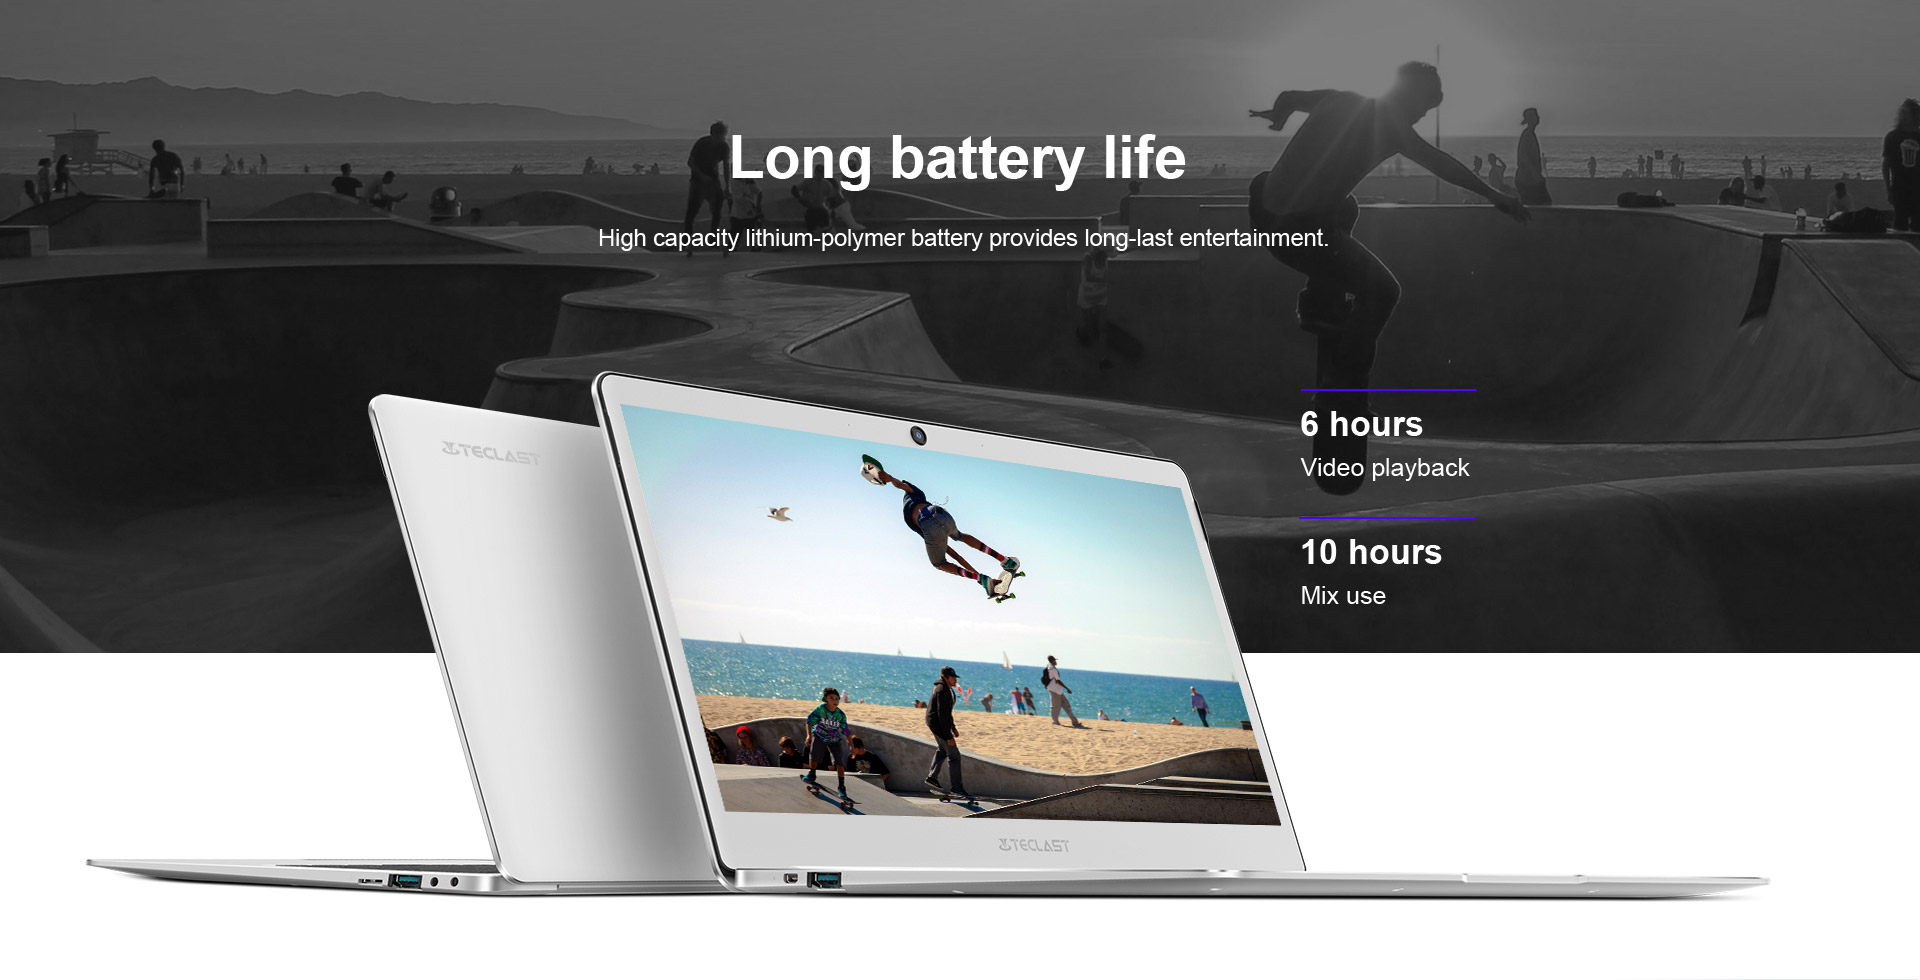 Long battery life
High capacity lithium-polymer battery provides long-last entertainment.
6 hours
Video playback
10 hours
Mix use
TECLAST
TECLAST